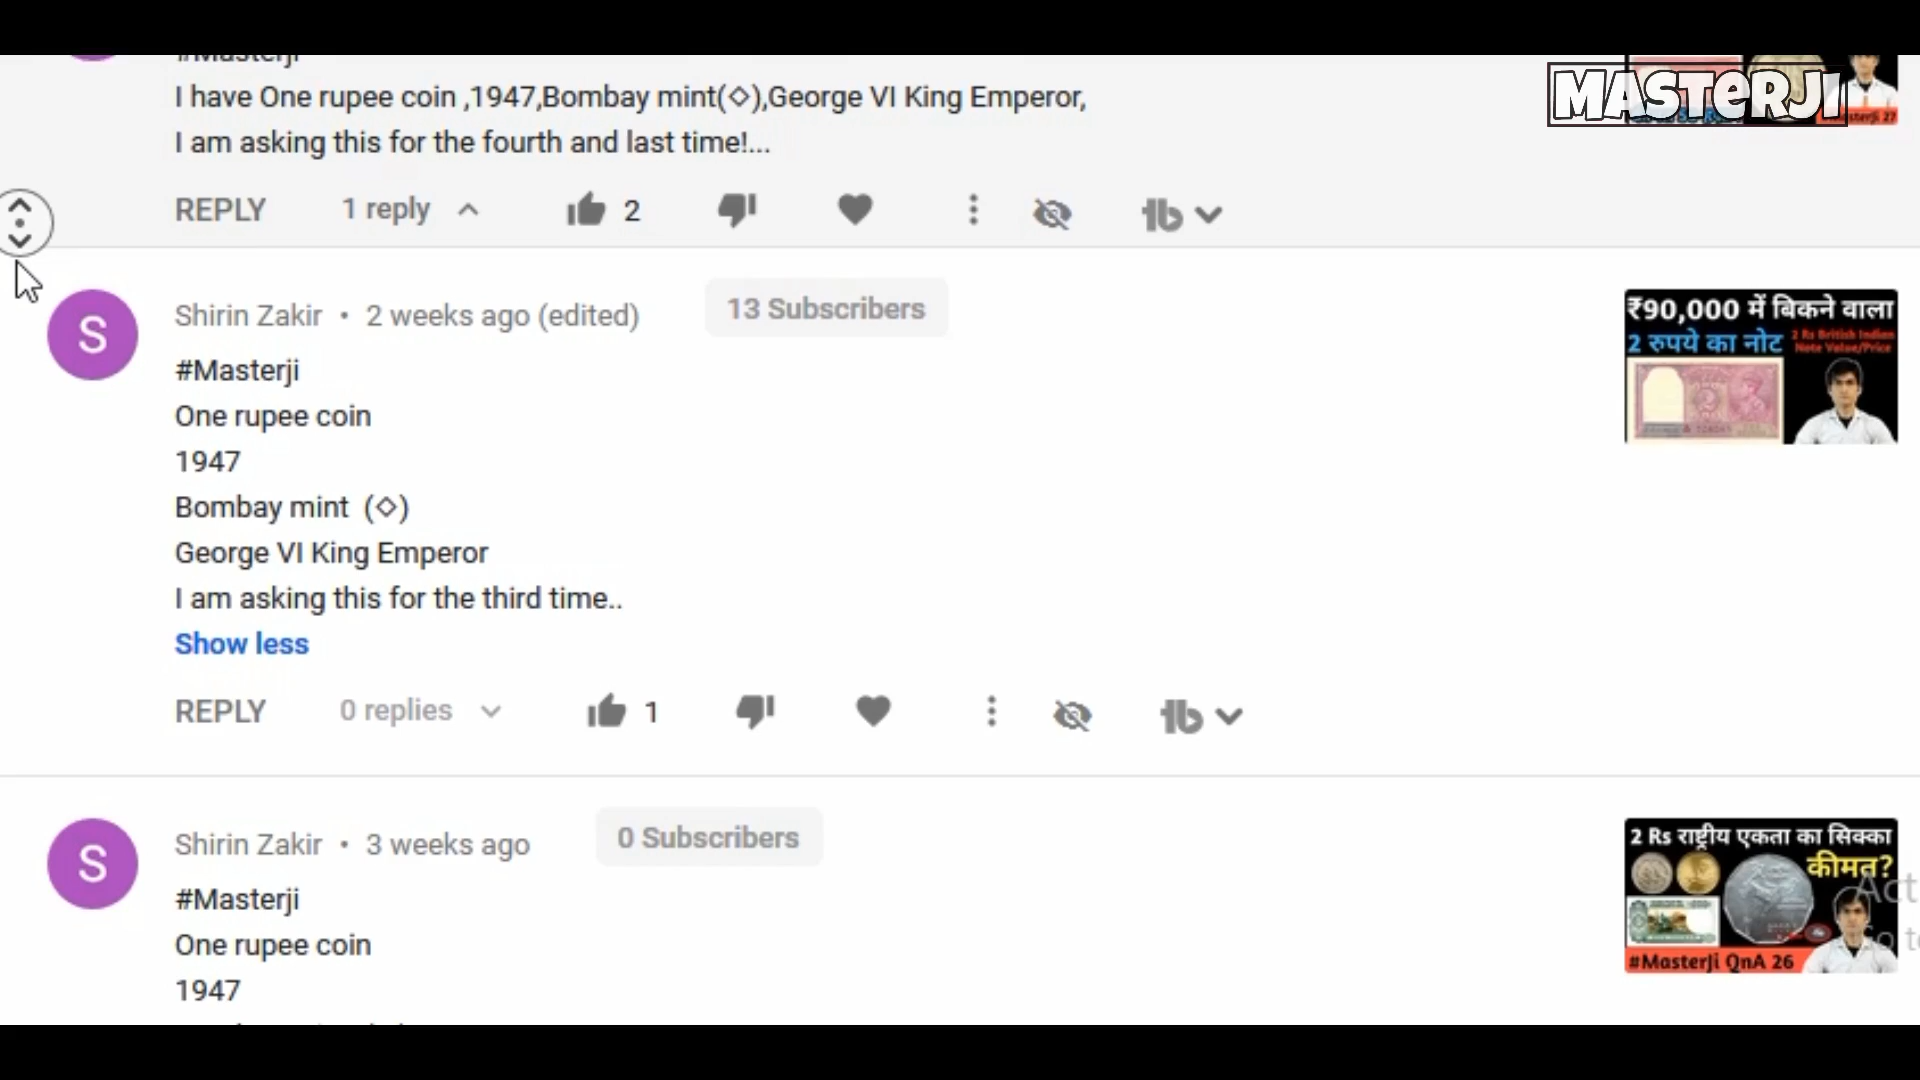 #Masterji
I have One rupee coin ,1947,Bombay mint(◇),George VI King Emperor,
I am asking this for the fourth and last time!...
REPLY 1 reply 2
MASTERJI
Shirin Zakir • 2 weeks ago (edited) 13 Subscribers
#Masterji
One rupee coin
1947
Bombay mint (◇)
George VI King Emperor
I am asking this for the third time..
Show less
REPLY 0 replies 1
₹90,000 में बिकने वाला
2 रुपये का नोट
2 Rs British Indian
Note Value/Price
Shirin Zakir • 3 weeks ago 0 Subscribers
#Masterji
One rupee coin
1947
2 Rs राष्ट्रीय एकता का सिक्का
कीमत?
#MasterJi QnA 26